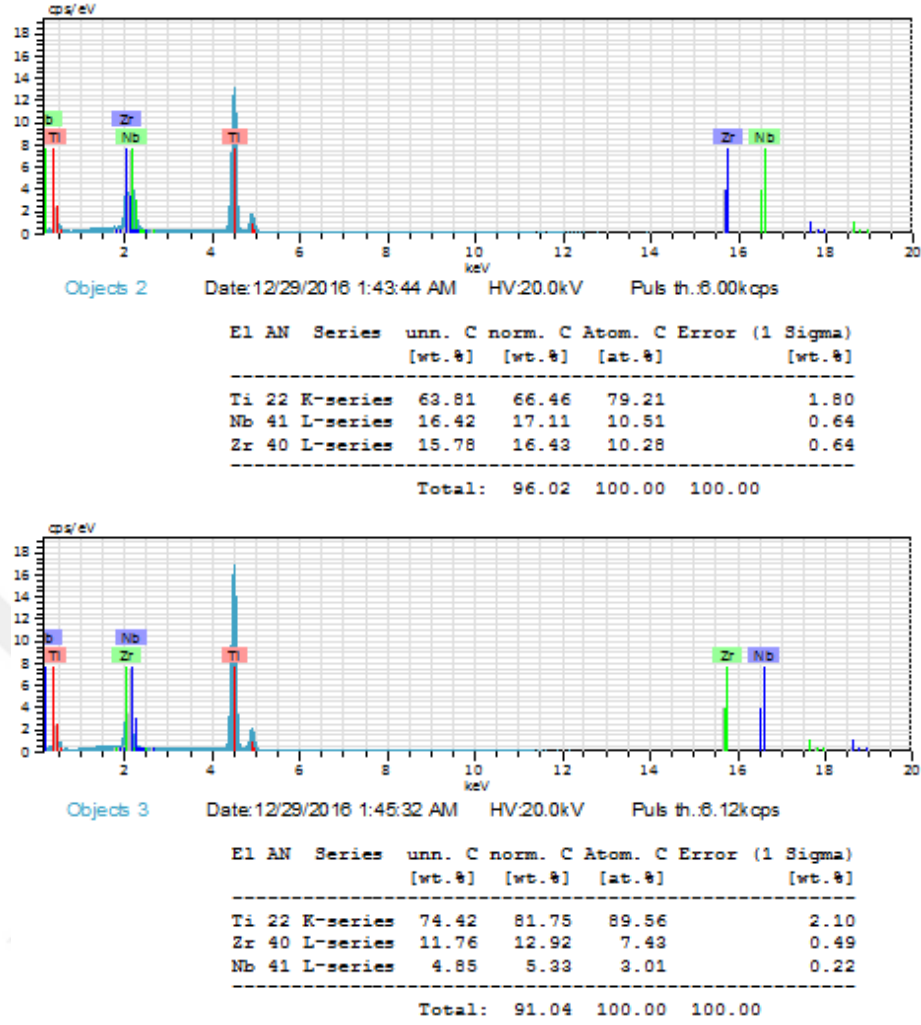 cps/eV
18
16
14
12
10
8
6
4
2
0
b Zr
Ti Nb Ti Zr Nb
2 4 6 8 10 12 14 16 18 20
keV
Objects 2 Date:12/29/2016 1:43:44 AM HV:20.0kV Puls th.:6.00kcps
El AN Series unn. C norm. C Atom. C Error (1 Sigma)
[wt.%] [wt.%] [at.%] [wt.%]
Ti 22 K-series 63.81 66.46 79.21 1.80
Nb 41 L-series 16.42 17.11 10.51 0.64
Zr 40 L-series 15.78 16.43 10.28 0.64
Total: 96.02 100.00 100.00
cps/eV
18
16
14
12
10
8
6
4
2
0
b Nb
Ti Zr Ti Zr Nb
2 4 6 8 10 12 14 16 18 20
keV
Objects 3 Date:12/29/2016 1:45:32 AM HV:20.0kV Puls th.:6.12kcps
El AN Series unn. C norm. C Atom. C Error (1 Sigma)
[wt.%] [wt.%] [at.%] [wt.%]
Ti 22 K-series 74.42 81.75 89.56 2.10
Zr 40 L-series 11.76 12.92 7.43 0.49
Nb 41 L-series 4.85 5.33 3.01 0.22
Total: 91.04 100.00 100.00